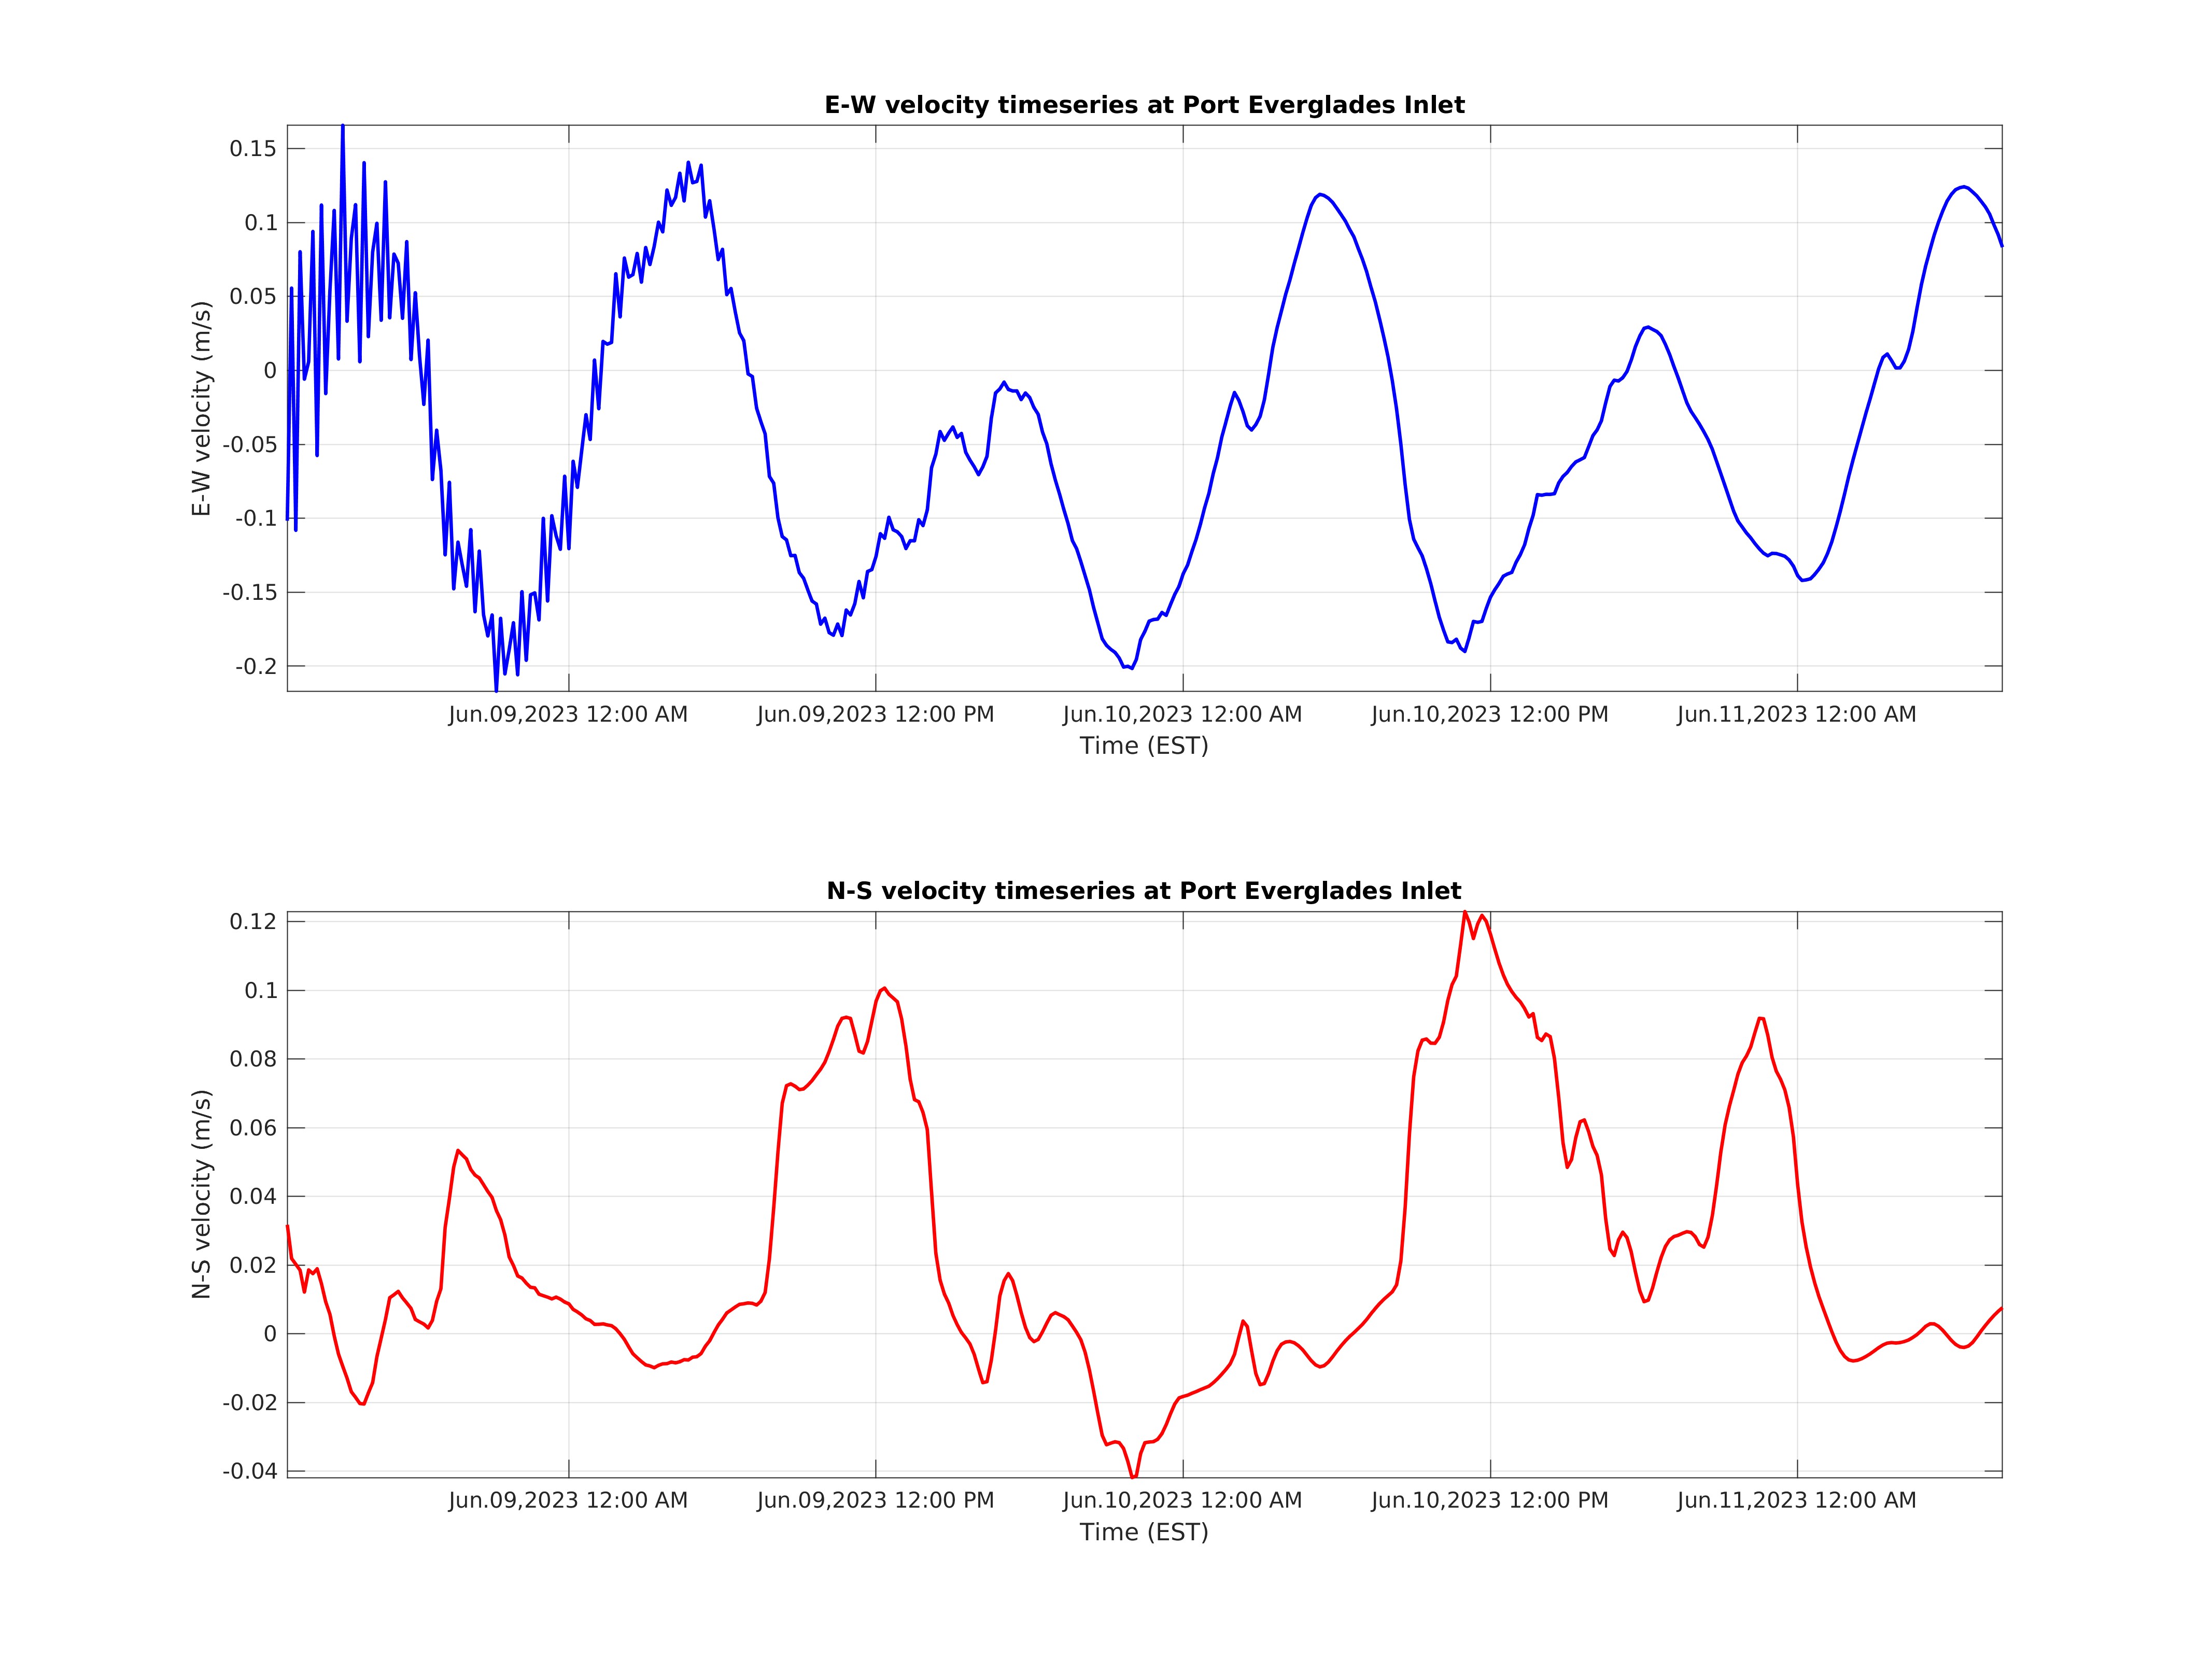 E-W velocity timeseries at Port Everglades Inlet
0.15
0.1
0.05
0
-0.05
-0.1
-0.15
-0.2
E-W velocity (m/s)
Jun.09,2023 12:00 AM Jun.09,2023 12:00 PM Jun.10,2023 12:00 AM Jun.10,2023 12:00 PM Jun.11,2023 12:00 AM
Time (EST)
N-S velocity timeseries at Port Everglades Inlet
0.12
0.1
0.08
0.06
0.04
0.02
0
-0.02
-0.04
N-S velocity (m/s)
Jun.09,2023 12:00 AM Jun.09,2023 12:00 PM Jun.10,2023 12:00 AM Jun.10,2023 12:00 PM Jun.11,2023 12:00 AM
Time (EST)